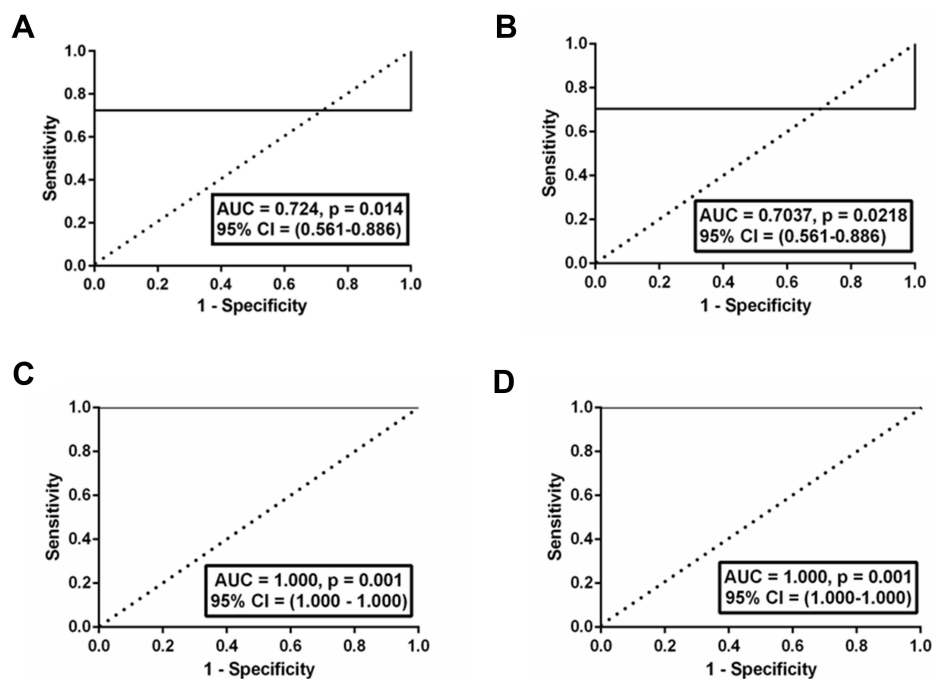 A
Sensitivity
1.0
0.8
0.6
0.4
0.2
0.0
AUC = 0.724, p = 0.014
95% CI = (0.561-0.886)
0.0 0.2 0.4 0.6 0.8 1.0
1 - Specificity
B
Sensitivity
1.0
0.8
0.6
0.4
0.2
0.0
AUC = 0.7037, p = 0.0218
95% CI = (0.561-0.886)
0.0 0.2 0.4 0.6 0.8 1.0
1 - Specificity
C
Sensitivity
1.0
0.8
0.6
0.4
0.2
0.0
AUC = 1.000, p = 0.001
95% CI = (1.000 - 1.000)
0.0 0.2 0.4 0.6 0.8 1.0
1 - Specificity
D
Sensitivity
1.0
0.8
0.6
0.4
0.2
0.0
AUC = 1.000, p = 0.001
95% CI = (1.000-1.000)
0.0 0.2 0.4 0.6 0.8 1.0
1 - Specificity